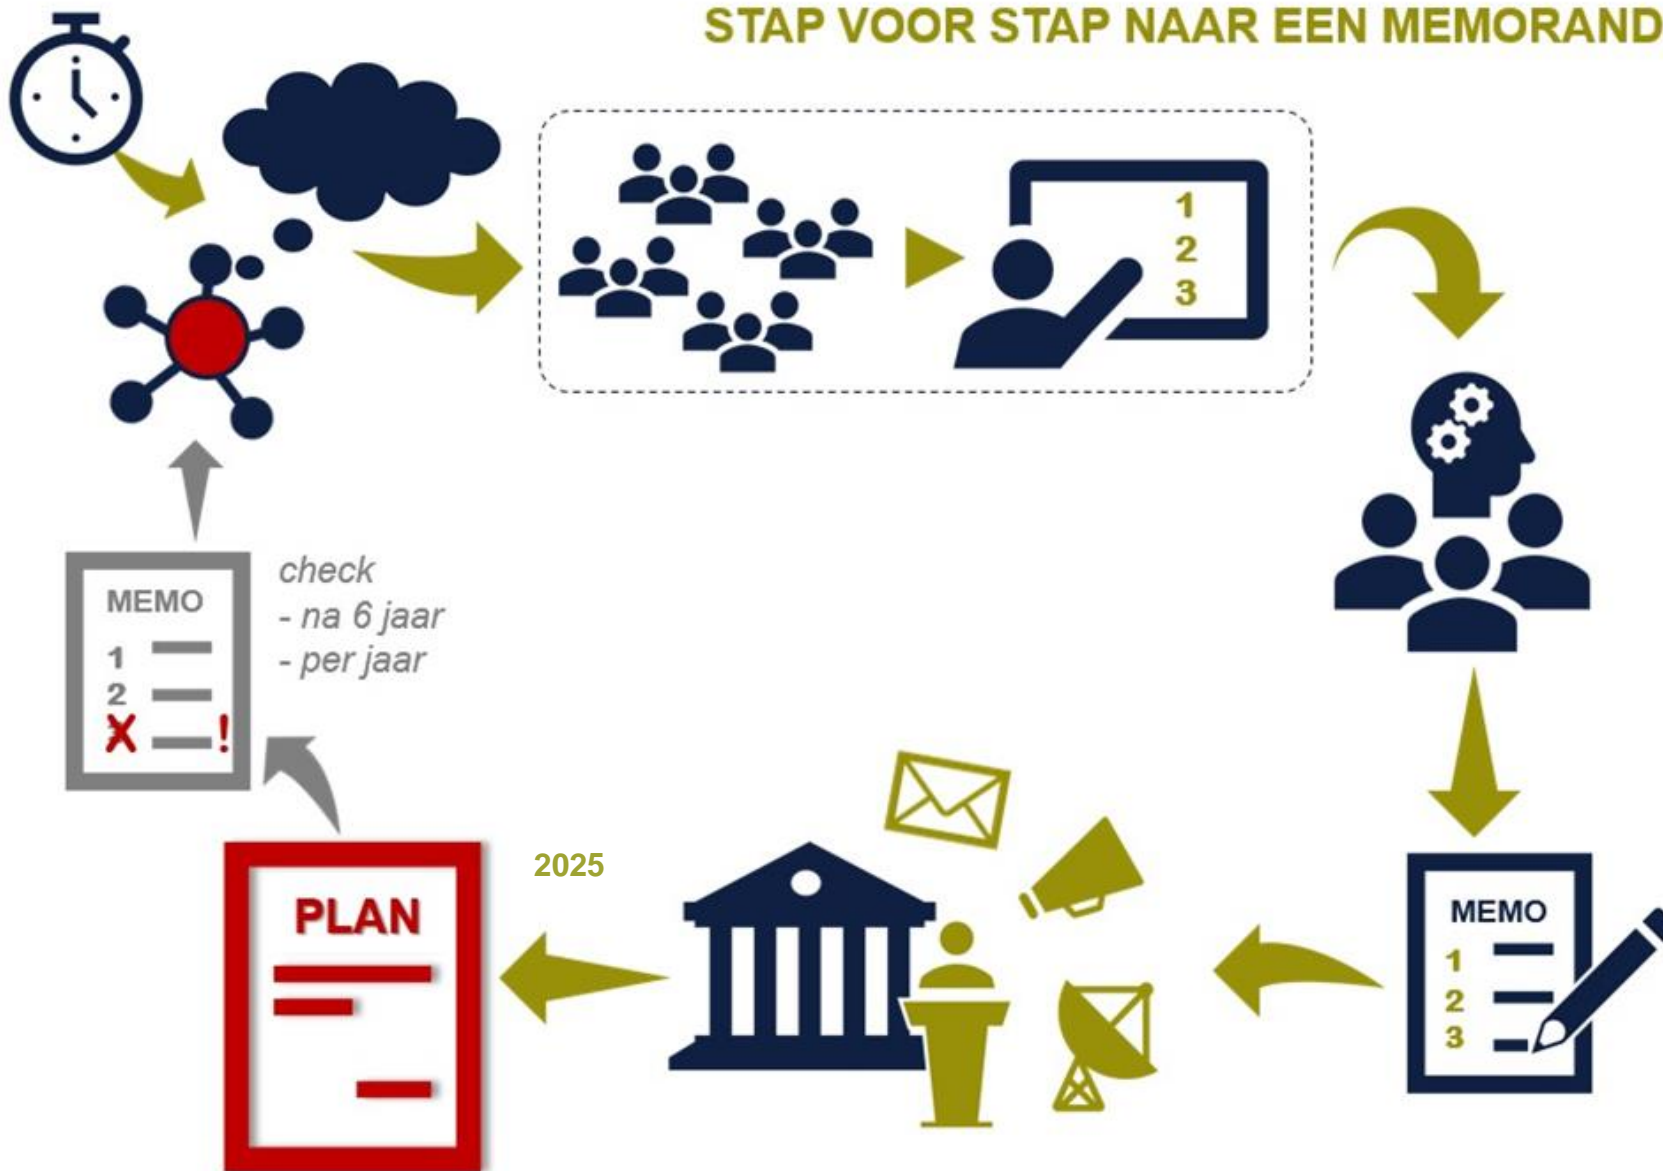 STAP VOOR STAP NAAR EEN MEMORAND
1
2
3
check
- na 6 jaar
- per jaar
MEMO
1
2
X !
2025
PLAN
MEMO
1
2
3